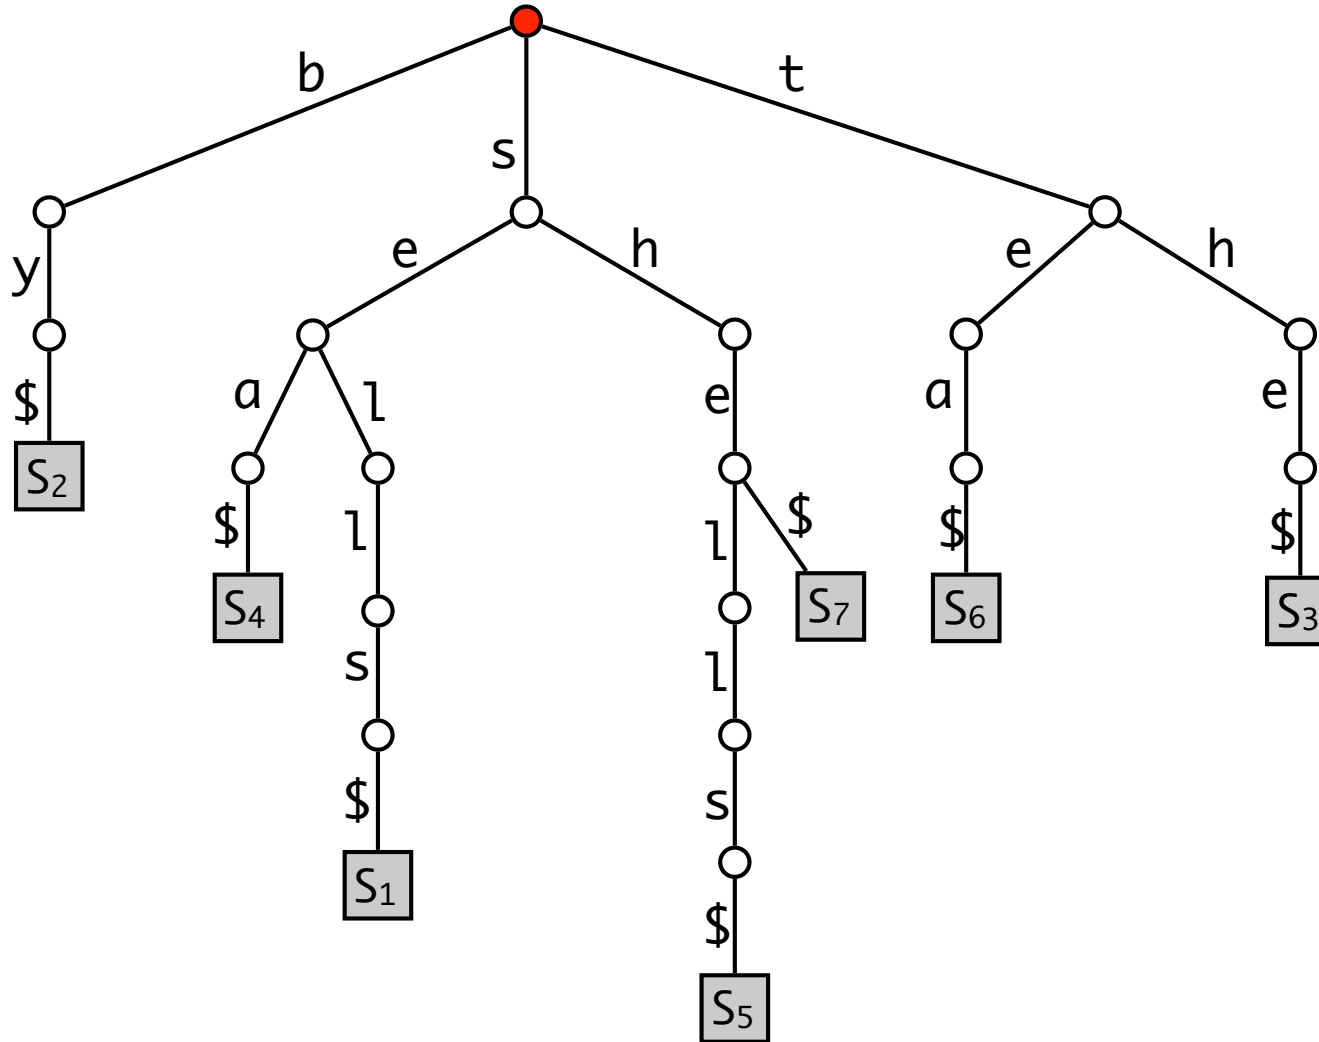 b t
s
e h e h
y
a l e a e
$
$ l l $ $ $
S2
S4 S7 S6 S3
s l
$ s
S1
$
S5